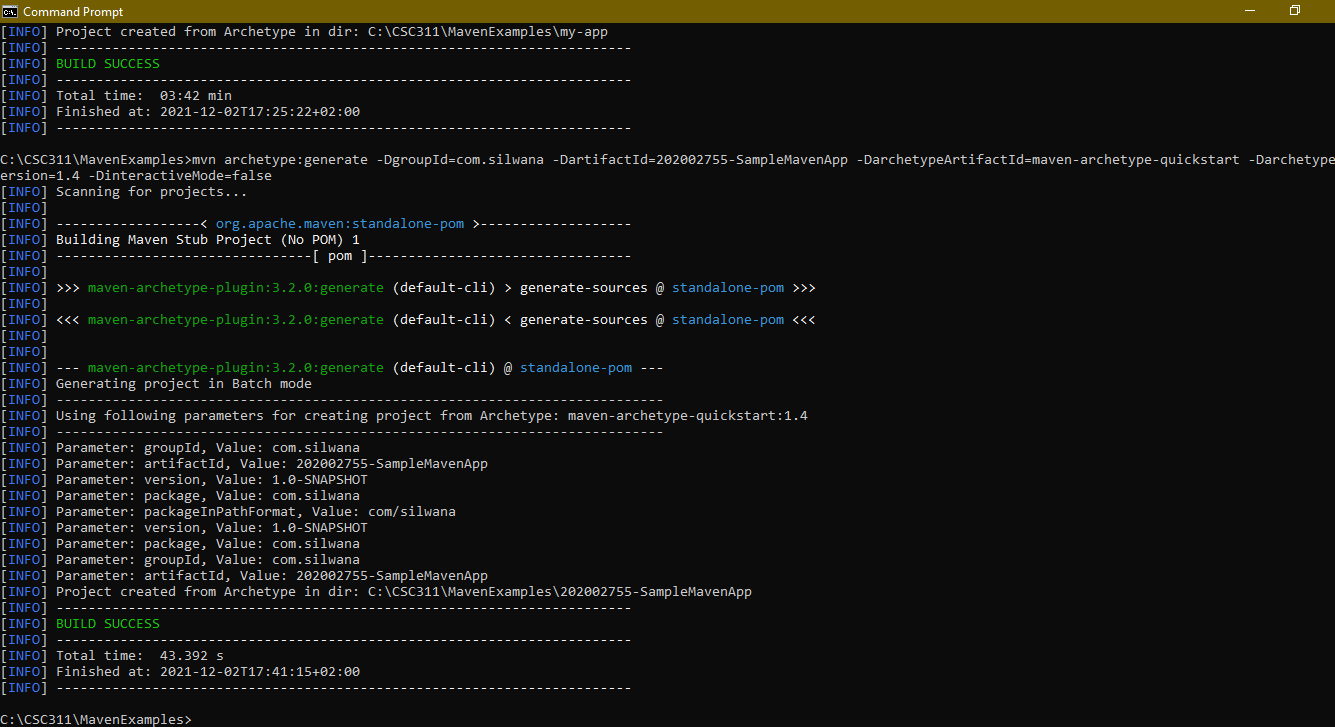 Command Prompt
[INFO] Project created from Archetype in dir: C:\CSC311\MavenExamples\my-app
[INFO] ------------------------------------------------------------------------
[INFO] BUILD SUCCESS
[INFO] ------------------------------------------------------------------------
[INFO] Total time:  03:42 min
[INFO] Finished at: 2021-12-02T17:25:22+02:00
[INFO] ------------------------------------------------------------------------
C:\CSC311\MavenExamples>mvn archetype:generate -DgroupId=com.silwana -DartifactId=202002755-SampleMavenApp -DarchetypeArtifactId=maven-archetype-quickstart -Darchetype
ersion=1.4 -DinteractiveMode=false
[INFO] Scanning for projects...
[INFO]
[INFO] ------------------< org.apache.maven:standalone-pom >-------------------
[INFO] Building Maven Stub Project (No POM) 1
[INFO] --------------------------------[ pom ]---------------------------------
[INFO]
[INFO] >>> maven-archetype-plugin:3.2.0:generate (default-cli) > generate-sources @ standalone-pom >>>
[INFO]
[INFO] <<< maven-archetype-plugin:3.2.0:generate (default-cli) < generate-sources @ standalone-pom <<<
[INFO]
[INFO]
[INFO] --- maven-archetype-plugin:3.2.0:generate (default-cli) @ standalone-pom ---
[INFO] Generating project in Batch mode
[INFO] ----------------------------------------------------------------------------
[INFO] Using following parameters for creating project from Archetype: maven-archetype-quickstart:1.4
[INFO] ----------------------------------------------------------------------------
[INFO] Parameter: groupId, Value: com.silwana
[INFO] Parameter: artifactId, Value: 202002755-SampleMavenApp
[INFO] Parameter: version, Value: 1.0-SNAPSHOT
[INFO] Parameter: package, Value: com.silwana
[INFO] Parameter: packageInPathFormat, Value: com/silwana
[INFO] Parameter: version, Value: 1.0-SNAPSHOT
[INFO] Parameter: package, Value: com.silwana
[INFO] Parameter: groupId, Value: com.silwana
[INFO] Parameter: artifactId, Value: 202002755-SampleMavenApp
[INFO] Project created from Archetype in dir: C:\CSC311\MavenExamples\202002755-SampleMavenApp
[INFO] ------------------------------------------------------------------------
[INFO] BUILD SUCCESS
[INFO] ------------------------------------------------------------------------
[INFO] Total time:  43.392 s
[INFO] Finished at: 2021-12-02T17:41:15+02:00
[INFO] ------------------------------------------------------------------------
C:\CSC311\MavenExamples>